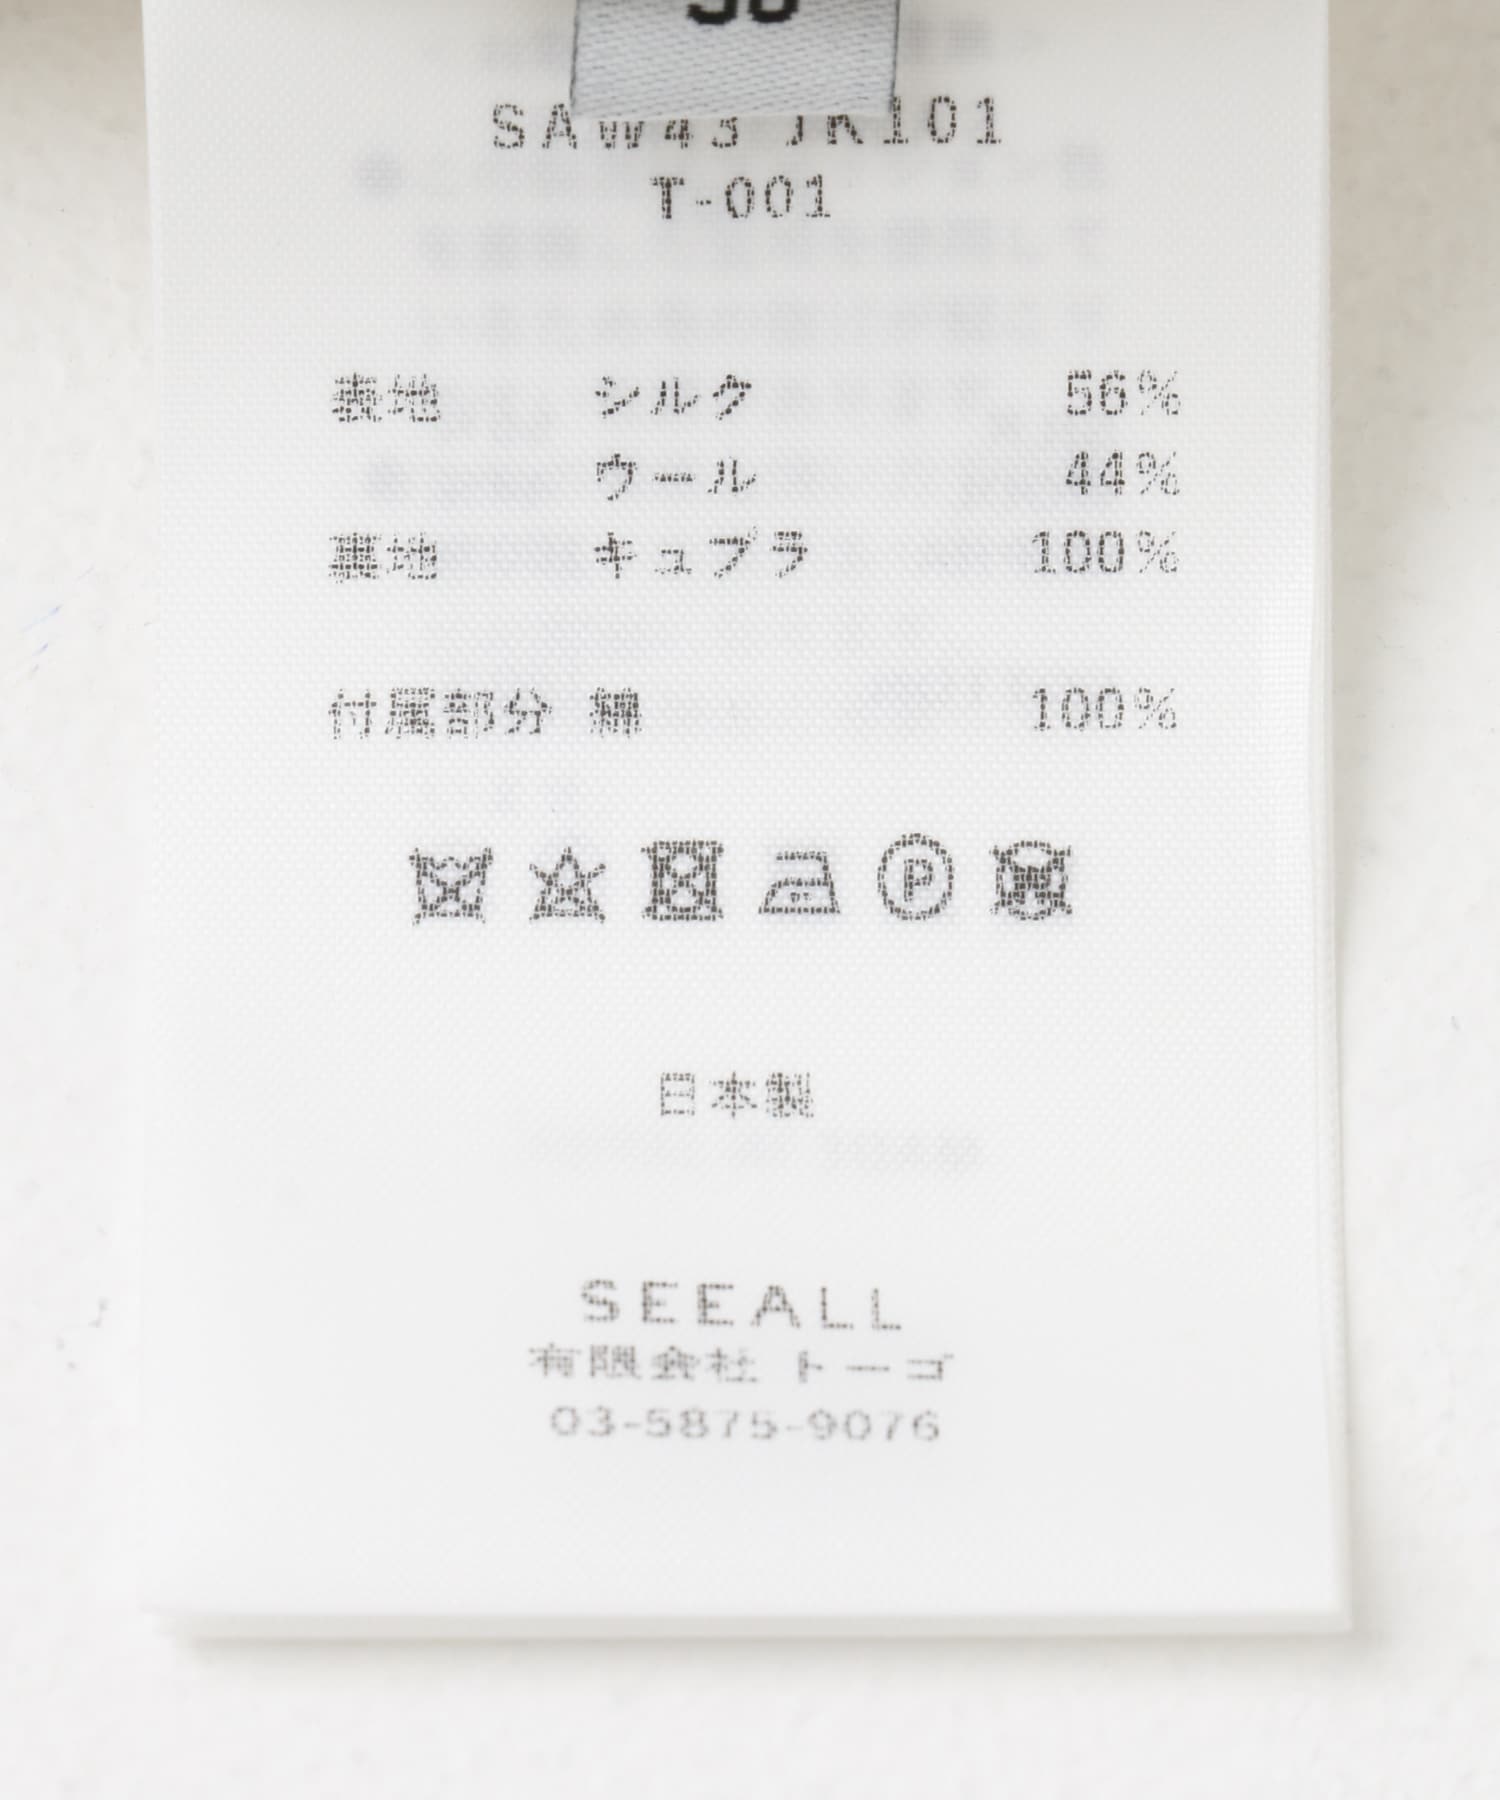 SAW43 JK101
T-001
表地 シルク 56%
ウール 44%
裏地 キュプラ 100%
付属部分 綿 100%
P
日本製
SEEALL
有限会社 トーゴ
03-5875-9076